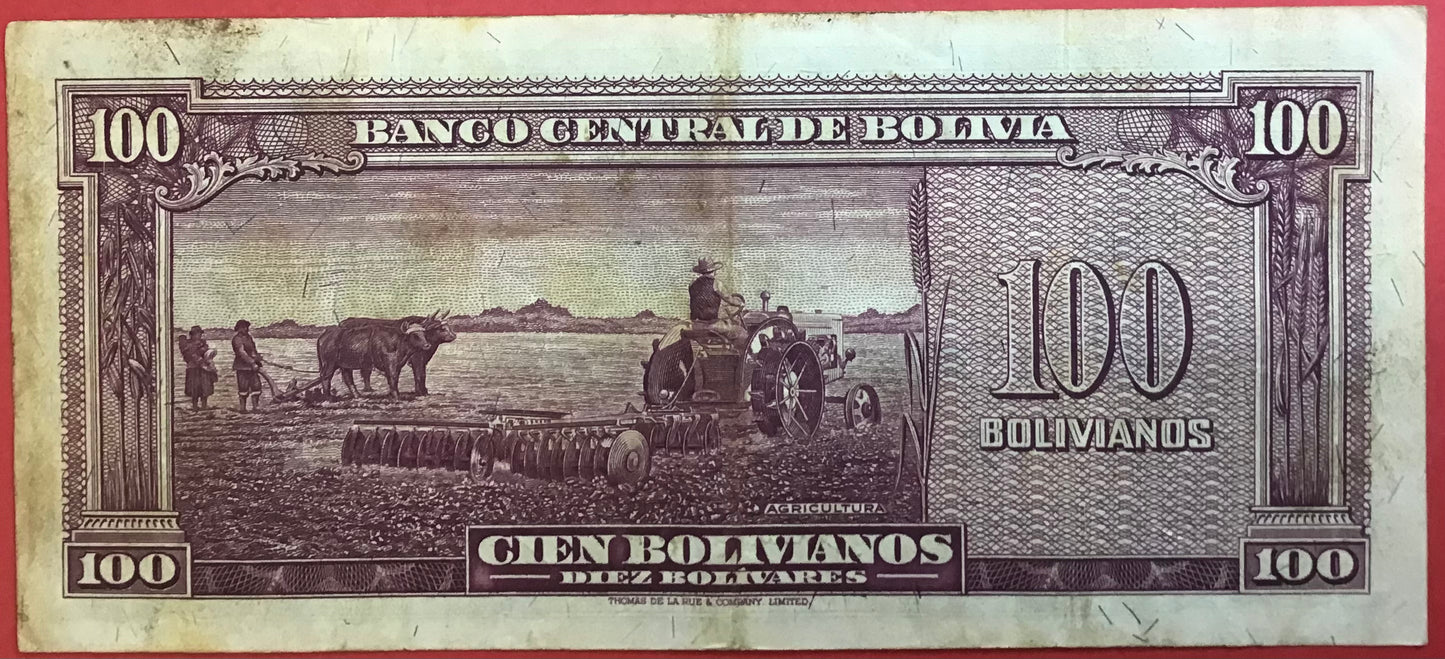 100 BANCO CENTRAL DE BOLIVIA 100
100
BOLIVIANOS
AGRICULTURA
100 CIEN BOLIVIANOS 100
DIEZ BOLIVARES
THOMAS DE LA RUE & COMPANY LIMITED